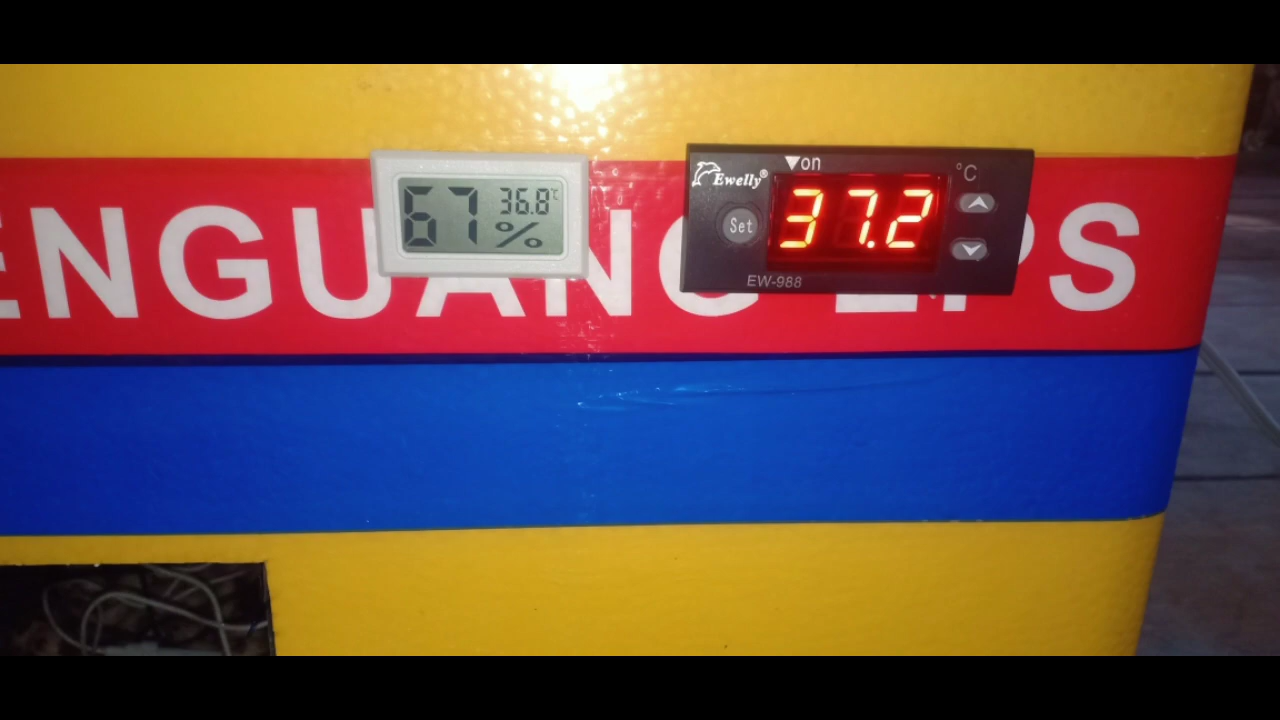 67 % 36.8 °C
Ewelly®
▼on
37.2
°C
Set
EW-988
ENGUANG EPS